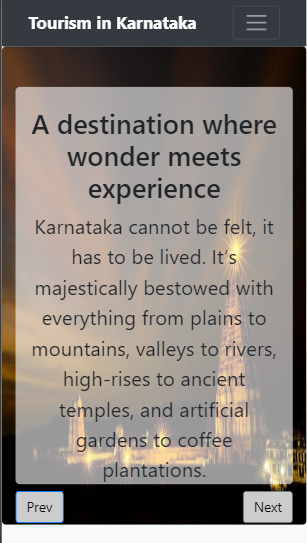 Tourism in Karnataka
A destination where
wonder meets
experience
Karnataka cannot be felt, it
has to be lived. It’s
majestically bestowed with
everything from plains to
mountains, valleys to rivers,
high-rises to ancient
temples, and artificial
gardens to coffee
plantations.
Prev
Next